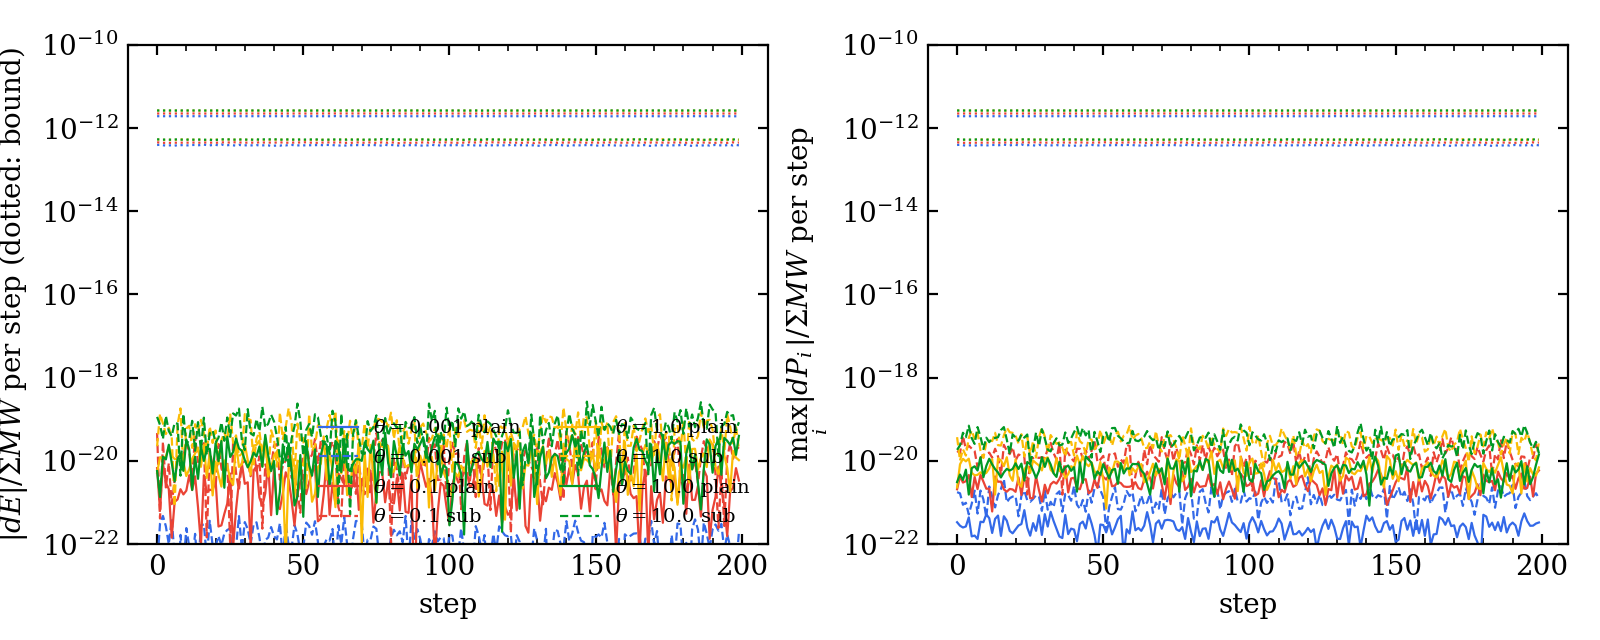 |dE|/ΣMW per step (dotted: bound)
10⁻¹⁰
10⁻¹²
10⁻¹⁴
10⁻¹⁶
10⁻¹⁸
10⁻²⁰
10⁻²²
0 50 100 150 200
step
θ = 0.001 plain
θ = 0.001 sub
θ = 0.1 plain
θ = 0.1 sub
θ = 1.0 plain
θ = 1.0 sub
θ = 10.0 plain
θ = 10.0 sub
max_i |dP_i|/ΣMW per step
10⁻¹⁰
10⁻¹²
10⁻¹⁴
10⁻¹⁶
10⁻¹⁸
10⁻²⁰
10⁻²²
0 50 100 150 200
step